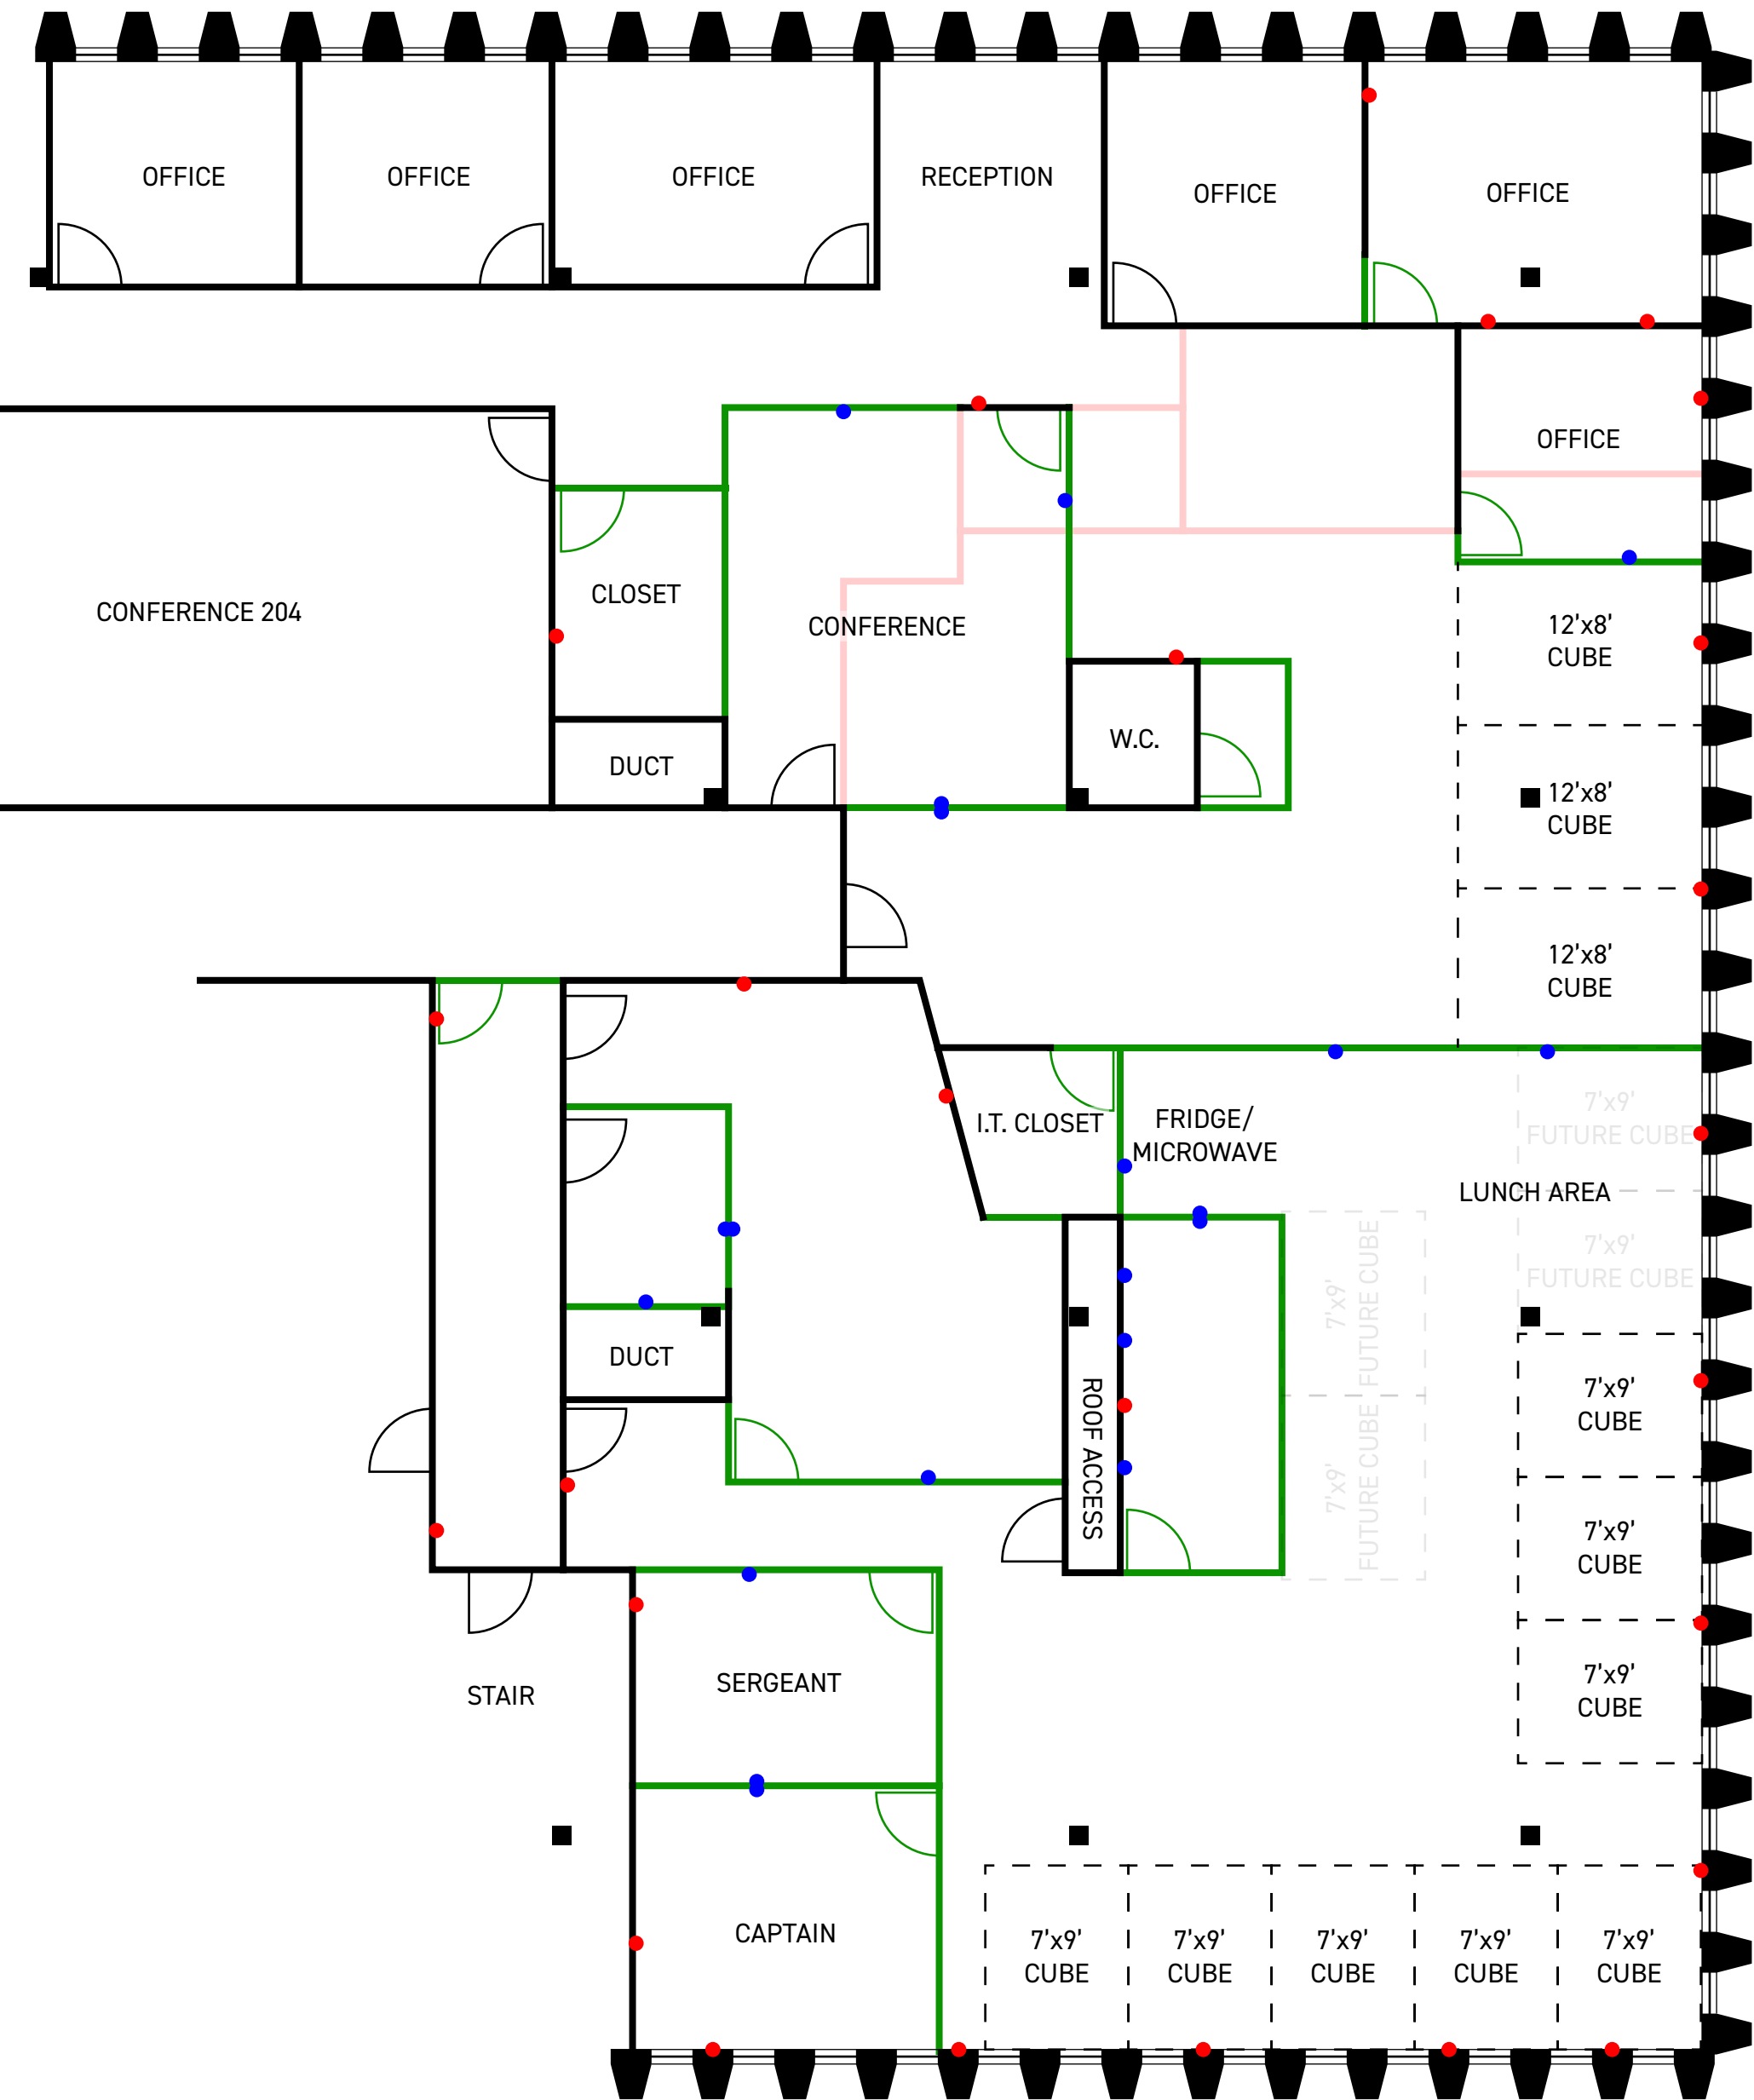 OFFICE
OFFICE
OFFICE
RECEPTION
OFFICE
OFFICE
OFFICE
CONFERENCE 204
CLOSET
CONFERENCE
12'x8'
CUBE
DUCT
W.C.
12'x8'
CUBE
12'x8'
CUBE
I.T. CLOSET
FRIDGE/
MICROWAVE
7'x9'
FUTURE CUBE
LUNCH AREA
7'x9'
FUTURE CUBE
7'x9'
FUTURE CUBE
DUCT
ROOF ACCESS
7'x9'
CUBE
7'x9'
FUTURE CUBE
7'x9'
CUBE
STAIR
SERGEANT
7'x9'
CUBE
CAPTAIN
7'x9'
CUBE
7'x9'
CUBE
7'x9'
CUBE
7'x9'
CUBE
7'x9'
CUBE